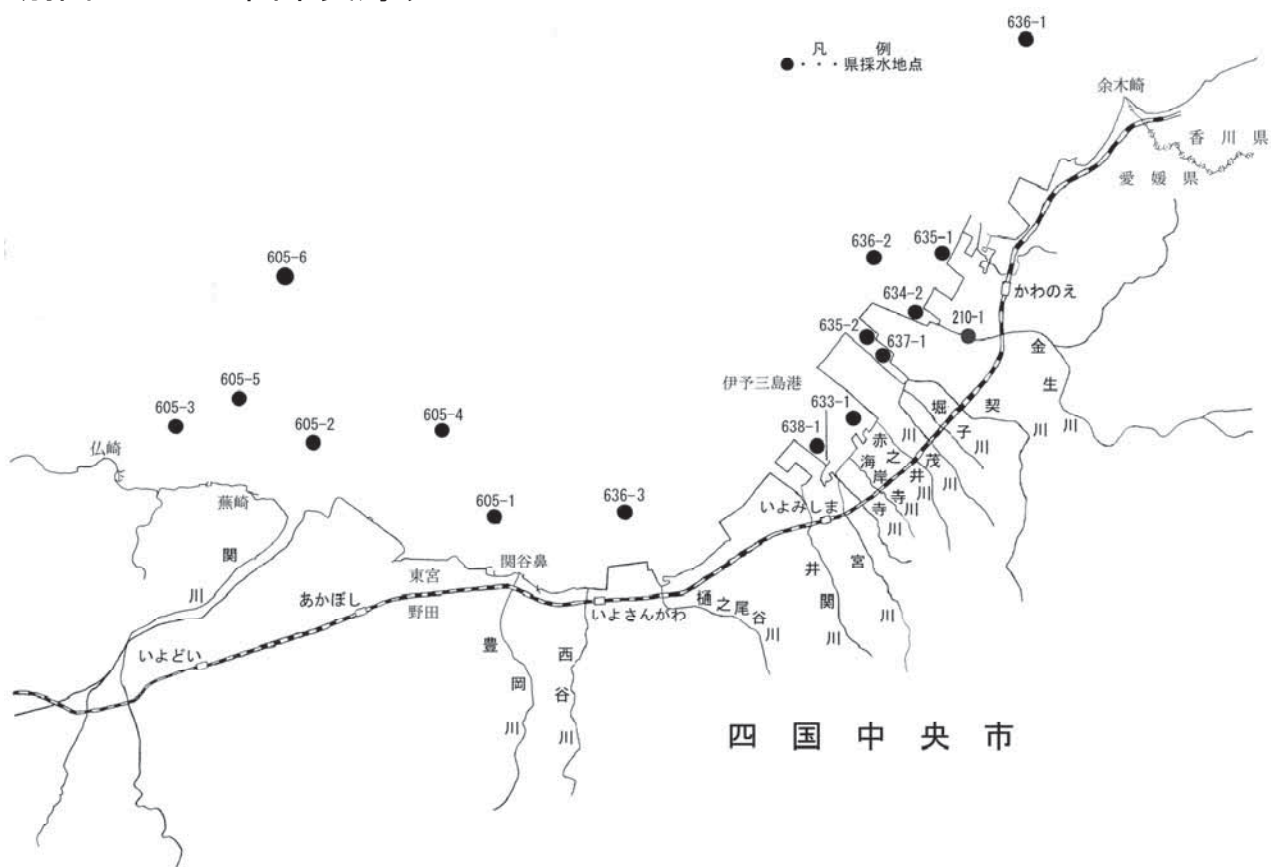 636-1
凡例
●・・・県採水地点
余木崎
香川県
愛媛県
636-2
635-1
605-6
634-2
かわのえ
210-1
635-2
637-1
金生川
605-5
伊予三島港
605-3
605-2
605-4
633-1
638-1
堀子川
契川
赤之井川
茂川
海岸寺川
寺川
仏崎
蕪崎
605-1
636-3
いよみしま
関川
東宮
関谷鼻
井関川
宮川
あかぼし
野田
いよさんがわ
樋之尾谷川
いよどい
豊岡川
西谷川
四国中央市